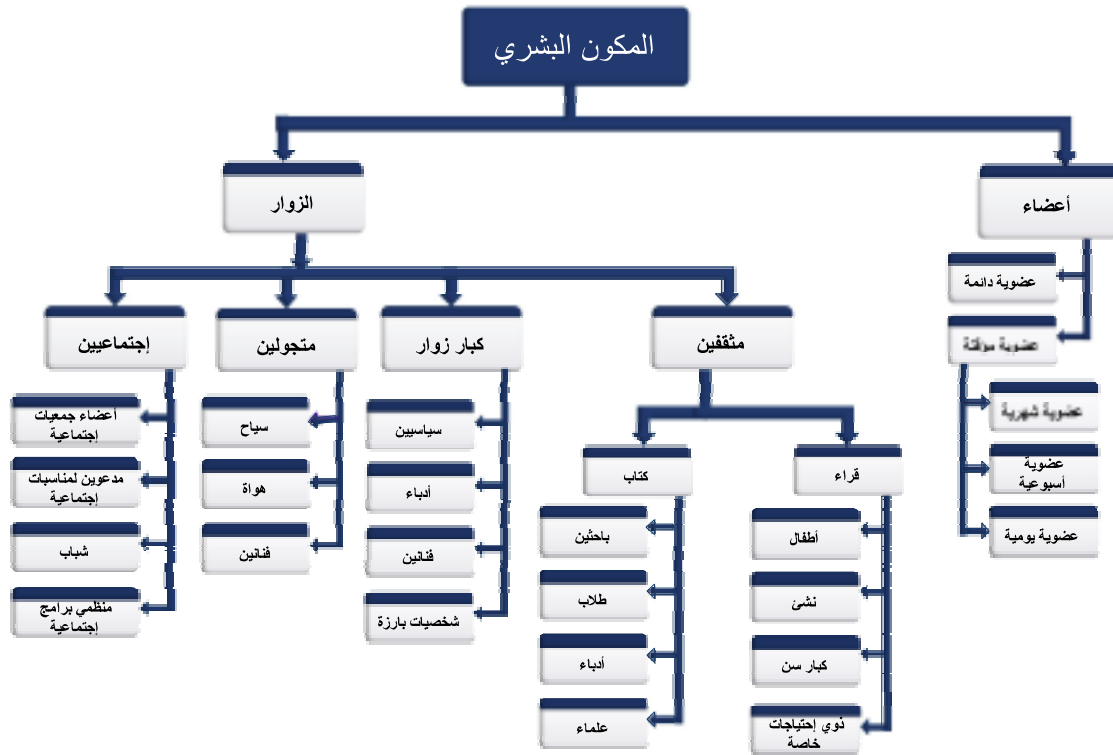 المكون البشري
أعضاء
عضوية دائمة
عضوية مؤقتة
عضوية شهرية
عضوية
أسبوعية
عضوية يومية
الزوار
مثقفين
قراء
أطفال
نشئ
كبار سن
ذوي إحتياجات
خاصة
كتاب
باحثين
طلاب
أدباء
علماء
كبار زوار
سياسيين
أدباء
فنانين
شخصيات بارزة
متجولين
سياح
هواة
فنانين
إجتماعيين
أعضاء جمعيات
إجتماعية
مدعوين لمناسبات
إجتماعية
شباب
منظمي برامج
إجتماعية